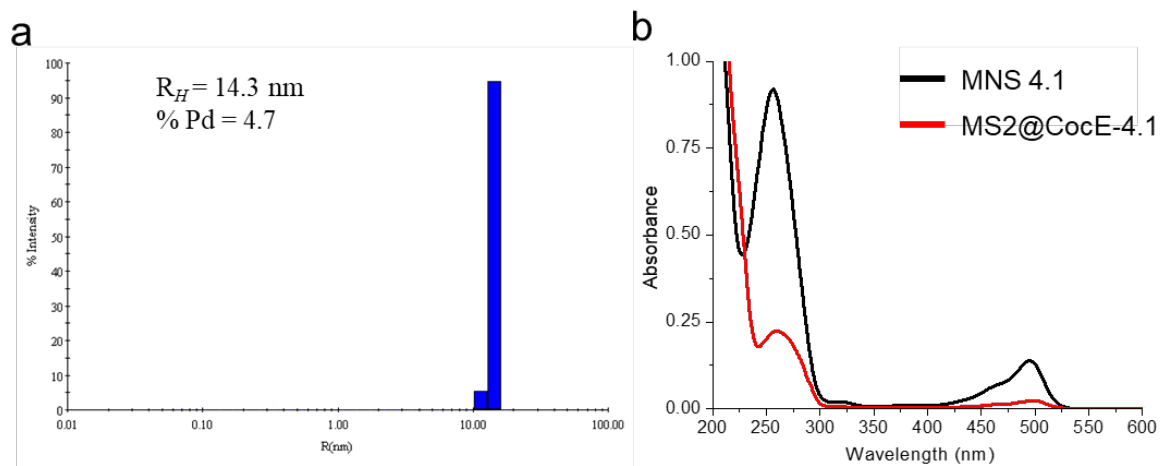 a
R_H = 14.3 nm
% Pd = 4.7
% Intensity
100
90
80
70
60
50
40
30
20
10
0
0.01 0.10 1.00 10.00 100.00
R(nm)
b
MNS 4.1
MS2@CocE-4.1
Absorbance
1.00
0.75
0.50
0.25
0.00
200 250 300 350 400 450 500 550 600
Wavelength (nm)